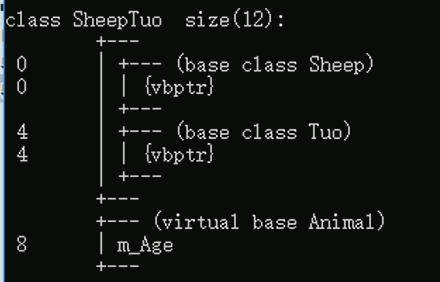 class SheepTuo  size(12):
        +---
 0      | +--- (base class Sheep)
 0      | | {vbptr}
        | +---
 4      | +--- (base class Tuo)
 4      | | {vbptr}
        | +---
        +---
        +--- (virtual base Animal)
 8      | m_Age
        +---